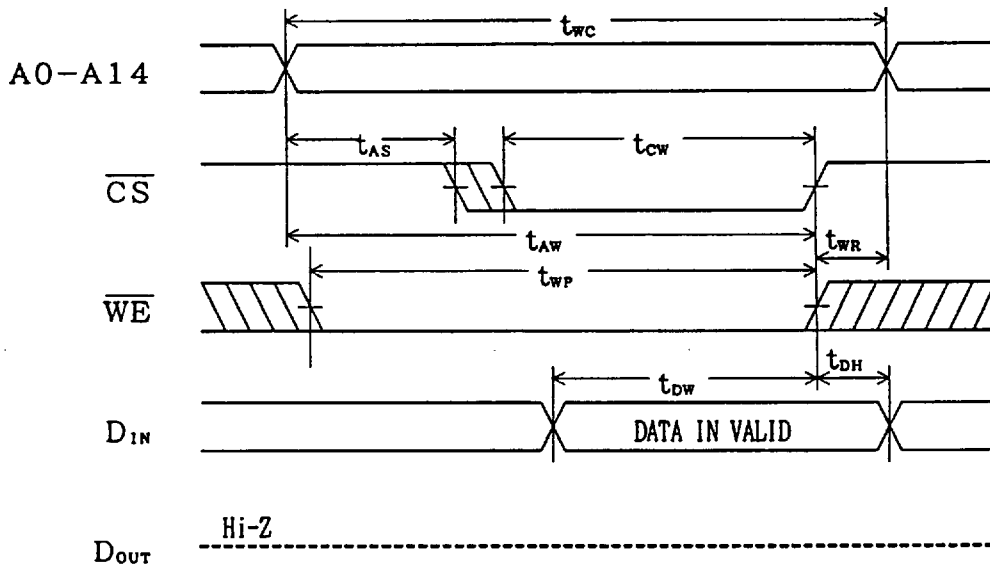 tWC
A0-A14
tAS
tCW
CS
tAW
tWR
tWP
WE
tDH
tDW
DIN
DATA IN VALID
Hi-Z
DOUT